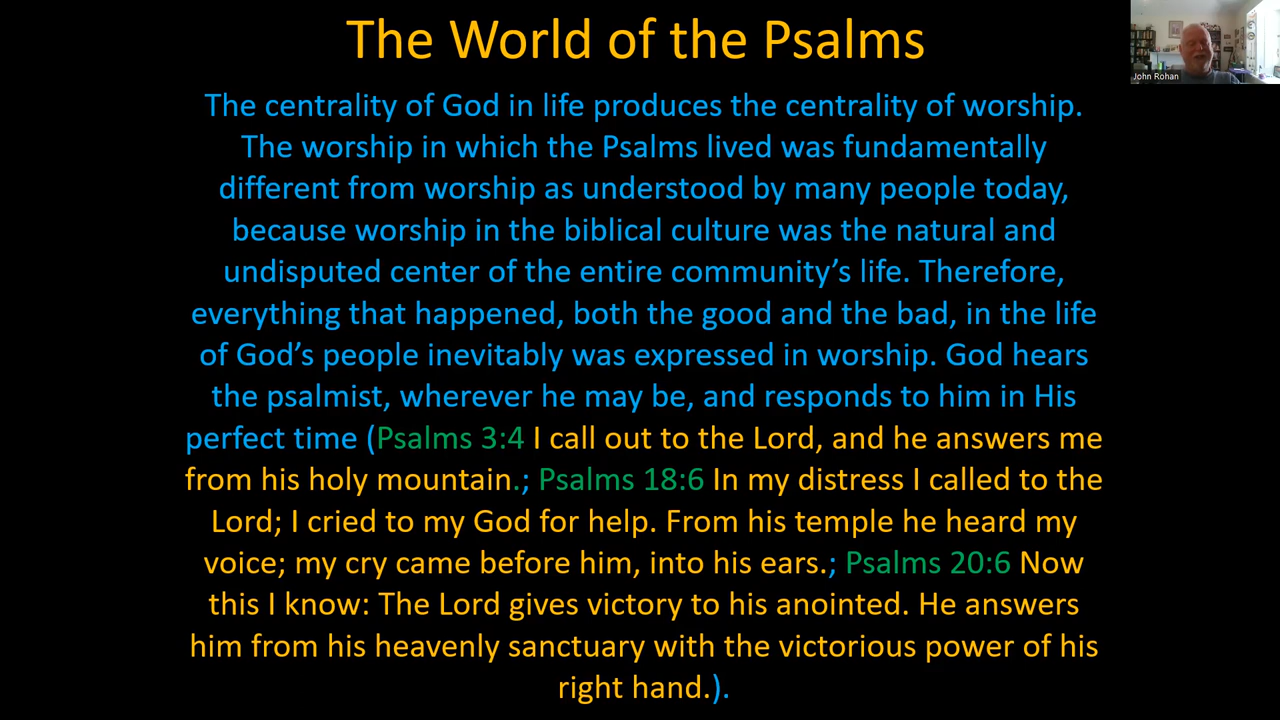 The World of the Psalms
John Rohan
The centrality of God in life produces the centrality of worship.
The worship in which the Psalms lived was fundamentally
different from worship as understood by many people today,
because worship in the biblical culture was the natural and
undisputed center of the entire community’s life. Therefore,
everything that happened, both the good and the bad, in the life
of God’s people inevitably was expressed in worship. God hears
the psalmist, wherever he may be, and responds to him in His
perfect time (Psalms 3:4 I call out to the Lord, and he answers me
from his holy mountain.; Psalms 18:6 In my distress I called to the
Lord; I cried to my God for help. From his temple he heard my
voice; my cry came before him, into his ears.; Psalms 20:6 Now
this I know: The Lord gives victory to his anointed. He answers
him from his heavenly sanctuary with the victorious power of his
right hand.).